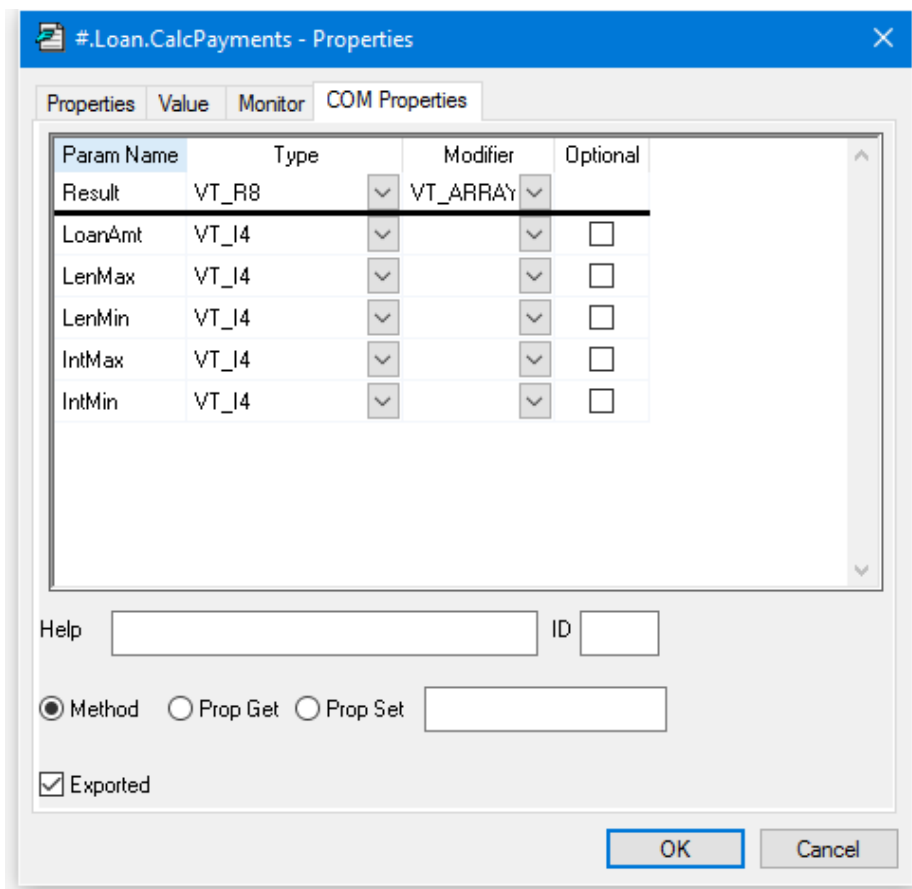 #.Loan.CalcPayments - Properties
Properties Value Monitor COM Properties
Param Name Type Modifier Optional
Result VT_R8 VT_ARRAY
LoanAmt VT_I4
LenMax VT_I4
LenMin VT_I4
IntMax VT_I4
IntMin VT_I4
Help ID
Method Prop Get Prop Set
Exported
OK Cancel